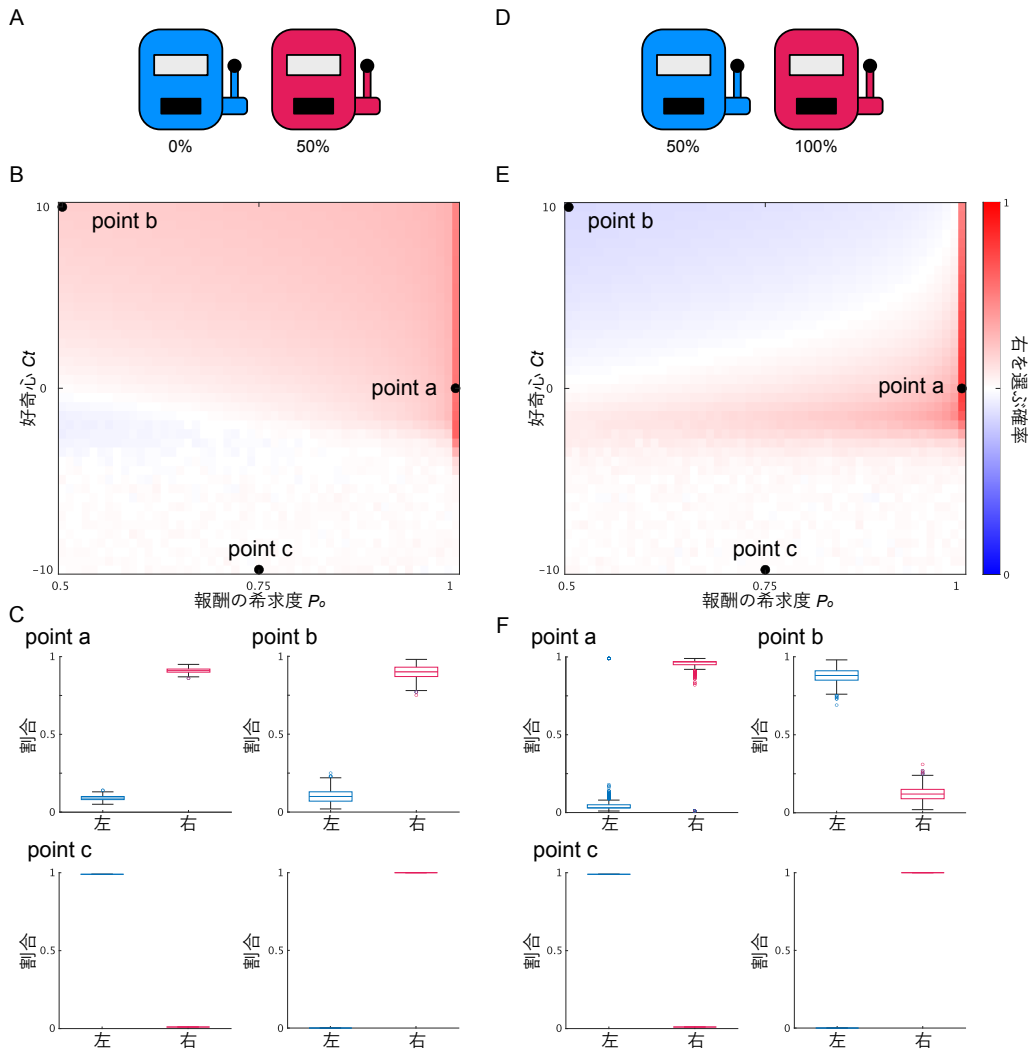 A
0%
50%
B
point b
point a
point c
10
0
−10
好奇心 Ct
0.5
0.75
1
報酬の希求度 Pₒ
C
point a
1
0.5
0
割合
左
右
point b
1
0.5
0
割合
左
右
point c
1
0.5
0
割合
左
右
1
0.5
0
割合
左
右
D
50%
100%
E
point b
point a
point c
10
0
−10
好奇心 Ct
0.5
0.75
1
報酬の希求度 Pₒ
1
0
右を選ぶ確率
F
point a
1
0.5
0
割合
左
右
point b
1
0.5
0
割合
左
右
point c
1
0.5
0
割合
左
右
1
0.5
0
割合
左
右